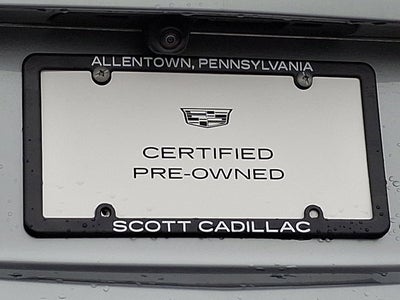 ALLENTOWN, PENNSYLVANIA
CERTIFIED
PRE-OWNED
SCOTT CADILLAC